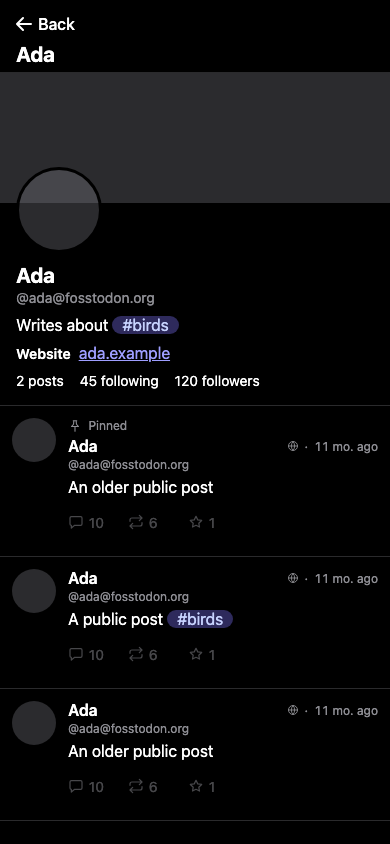 Back
Ada
Ada
@ada@fosstodon.org
Writes about #birds
Website ada.example
2 posts 45 following 120 followers
Pinned
Ada · 11 mo. ago
@ada@fosstodon.org
An older public post
10 6 1
Ada · 11 mo. ago
@ada@fosstodon.org
A public post #birds
10 6 1
Ada · 11 mo. ago
@ada@fosstodon.org
An older public post
10 6 1